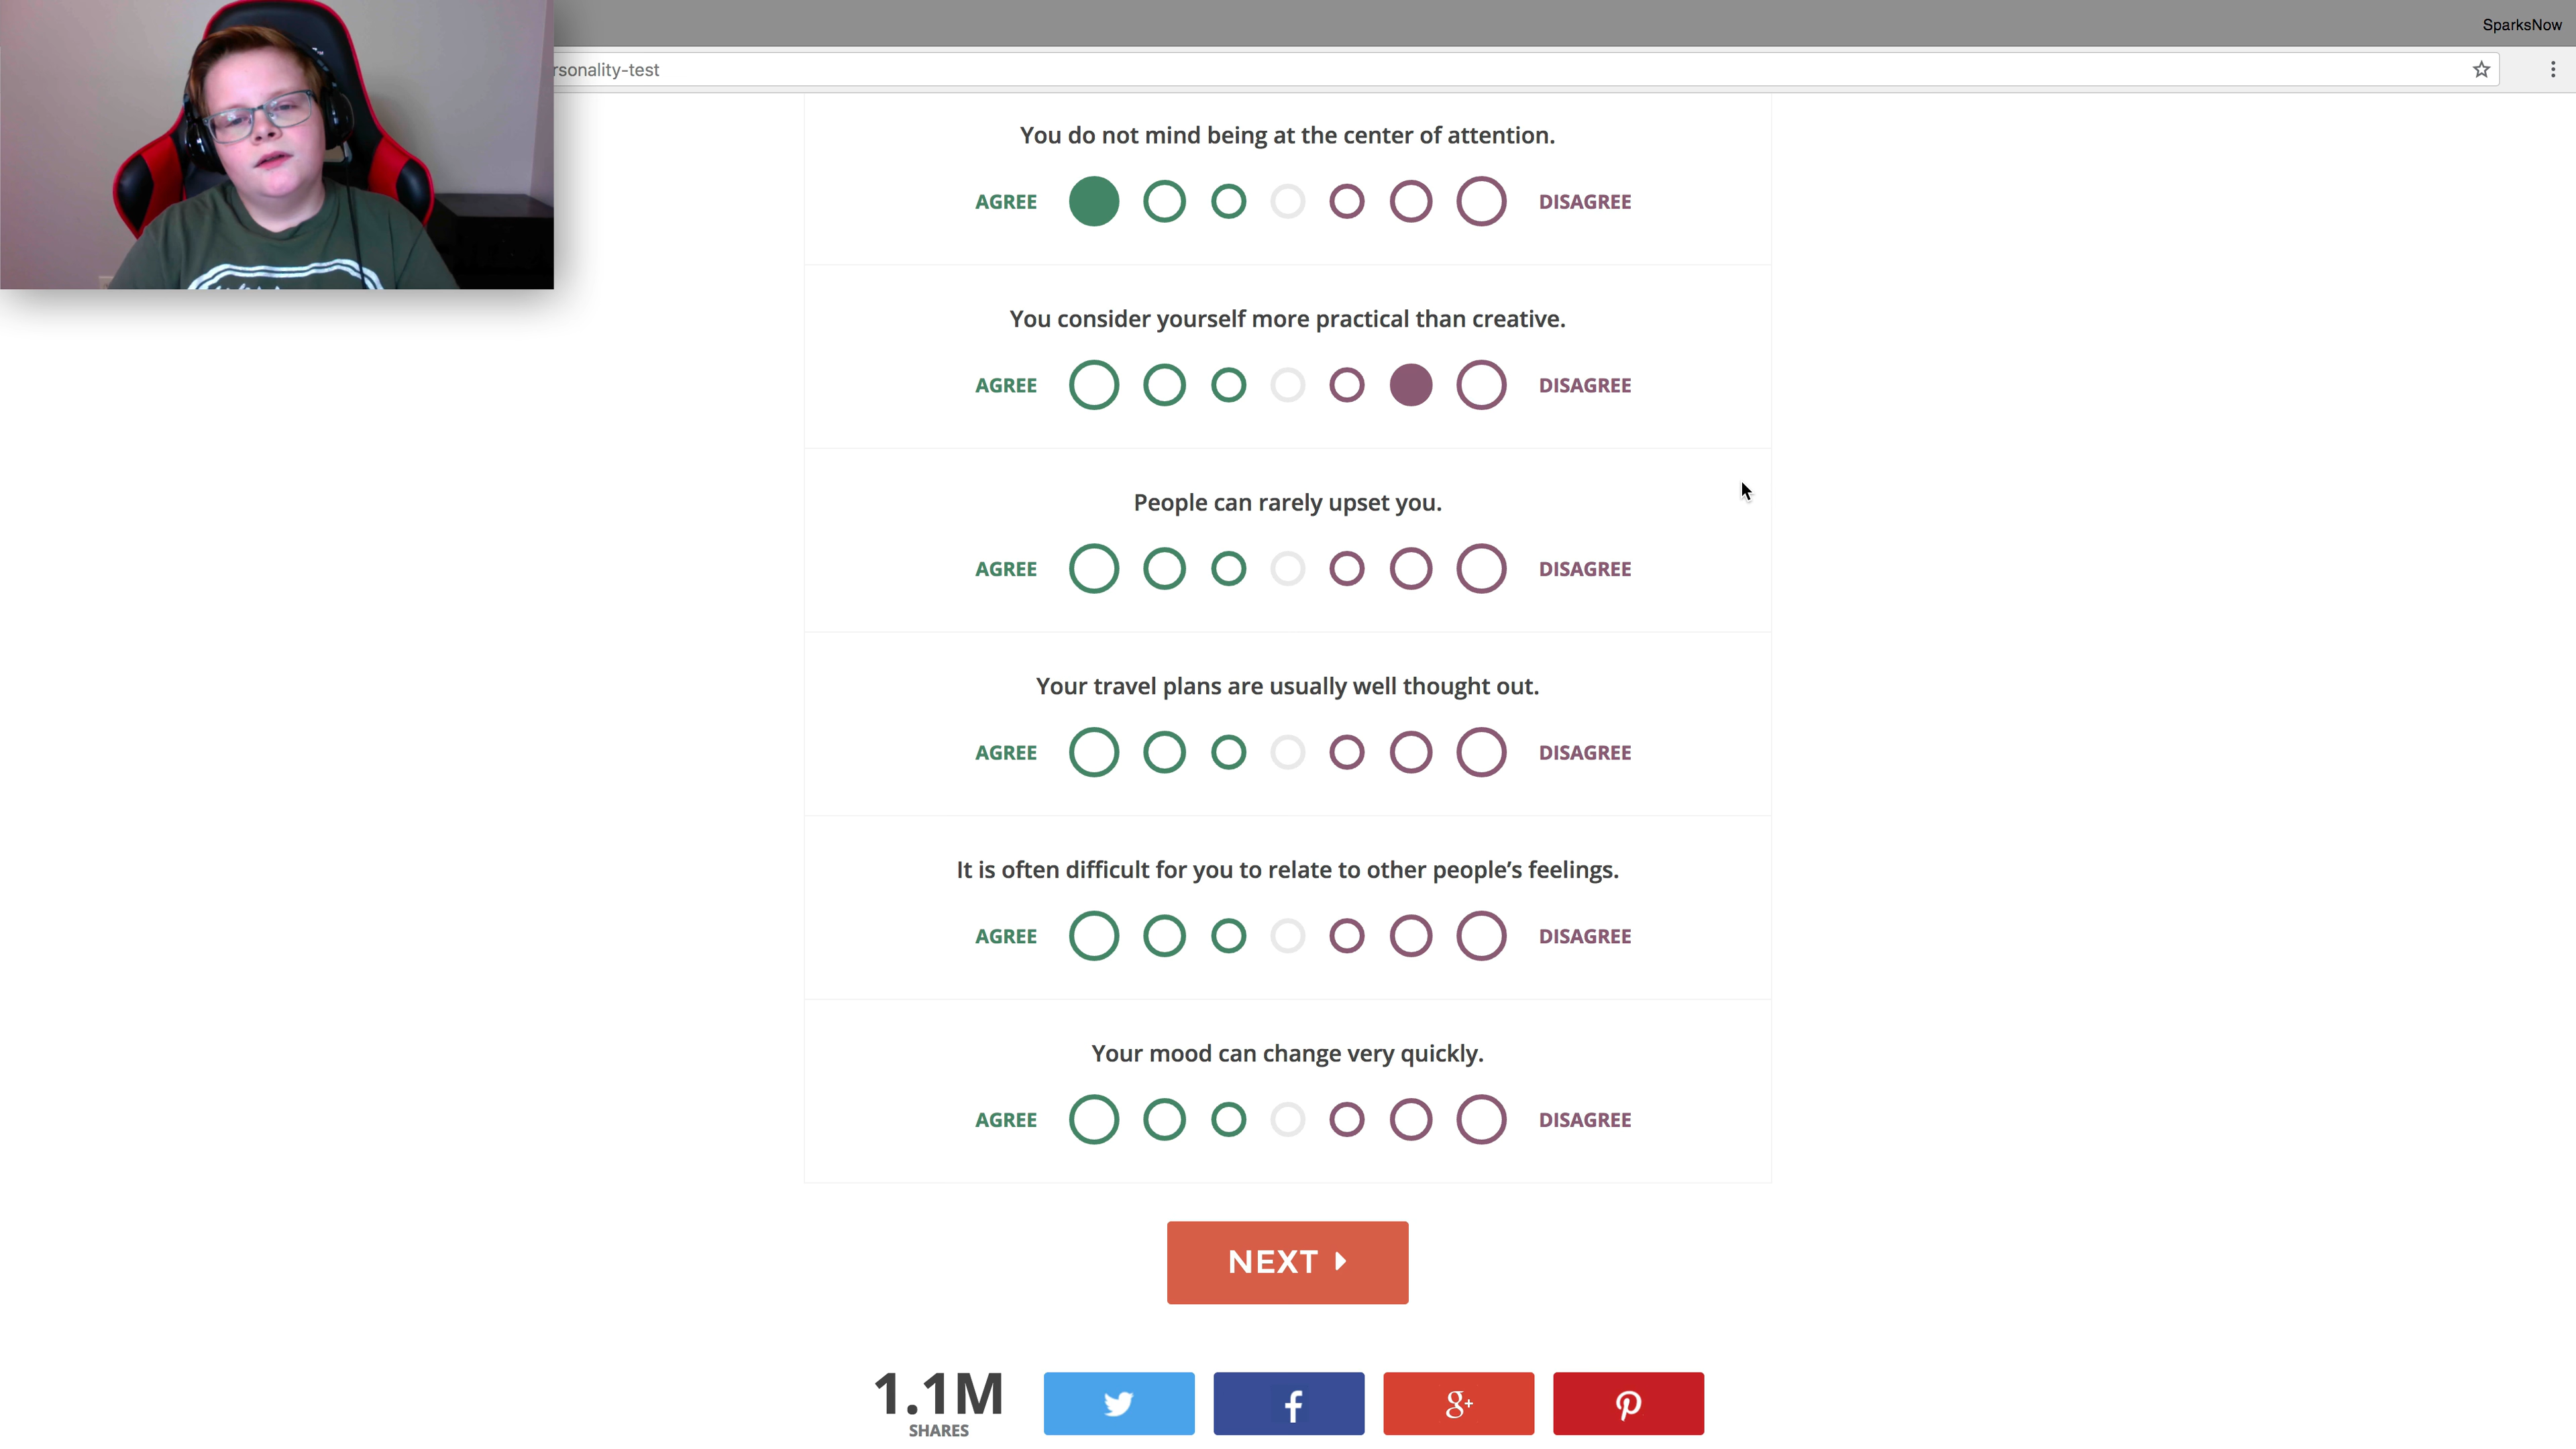 SparksNow
rsonality-test
You do not mind being at the center of attention.
AGREE DISAGREE
You consider yourself more practical than creative.
AGREE DISAGREE
People can rarely upset you.
AGREE DISAGREE
Your travel plans are usually well thought out.
AGREE DISAGREE
It is often difficult for you to relate to other people’s feelings.
AGREE DISAGREE
Your mood can change very quickly.
AGREE DISAGREE
NEXT
1.1M
SHARES
f
g+